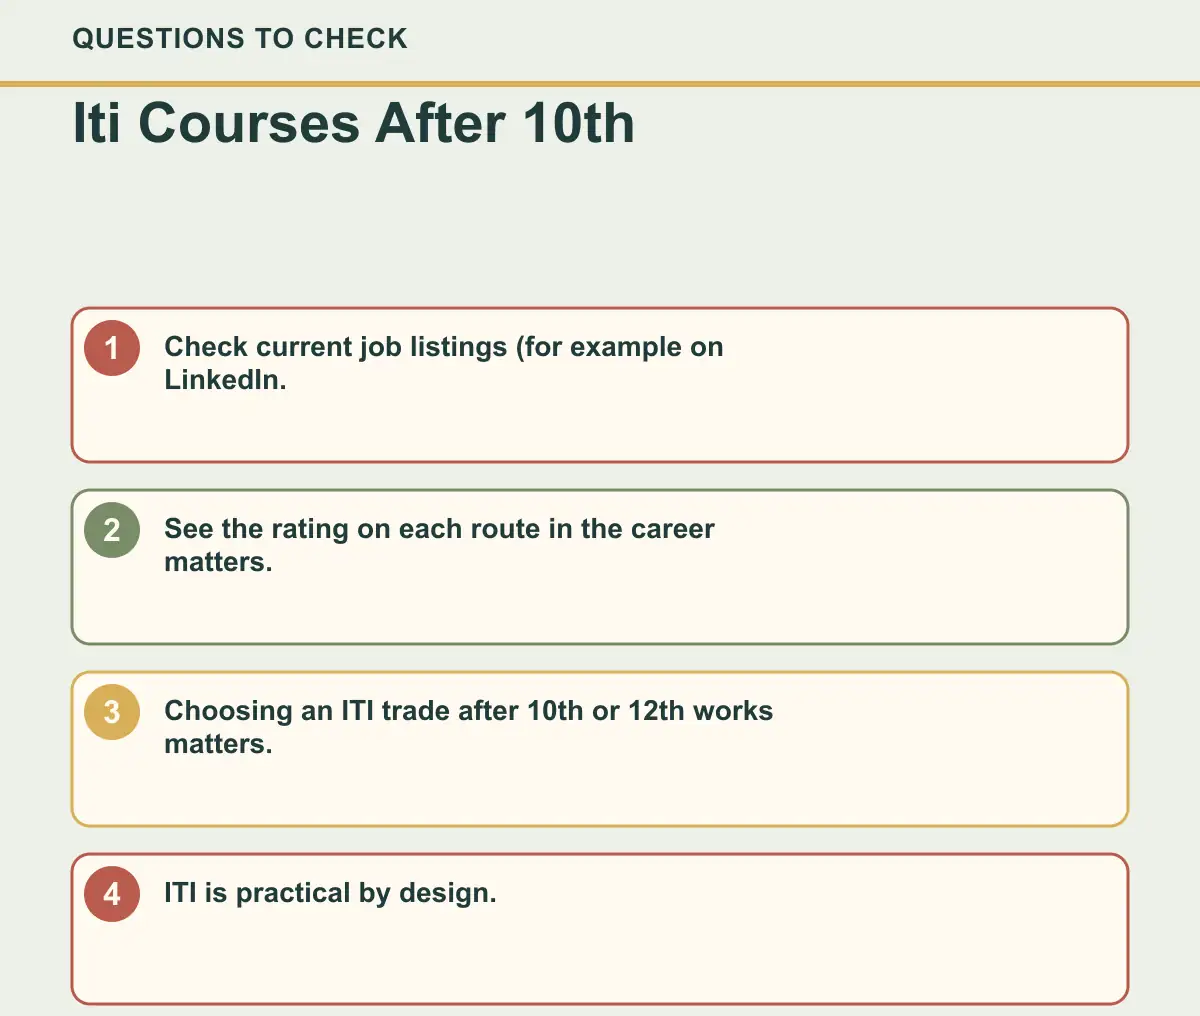 QUESTIONS TO CHECK
Iti Courses After 10th
1
Check current job listings (for example on
LinkedIn.
2
See the rating on each route in the career
matters.
3
Choosing an ITI trade after 10th or 12th works
matters.
4
ITI is practical by design.